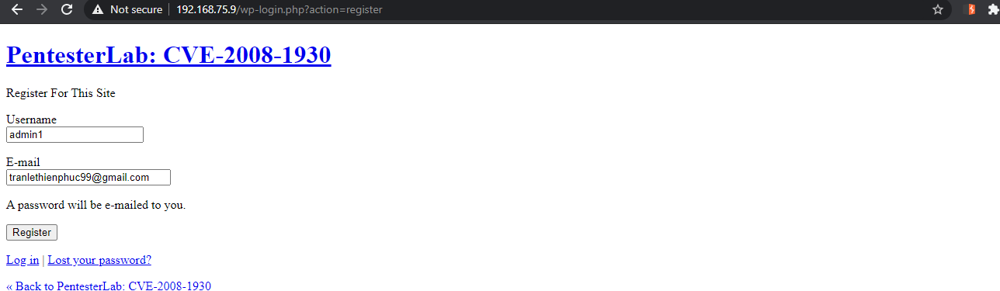 Not secure | 192.168.75.9/wp-login.php?action=register
PentesterLab: CVE-2008-1930
Register For This Site
Username
admin1
E-mail
tranlethienphuc99@gmail.com
A password will be e-mailed to you.
Register
Log in | Lost your password?
« Back to PentesterLab: CVE-2008-1930